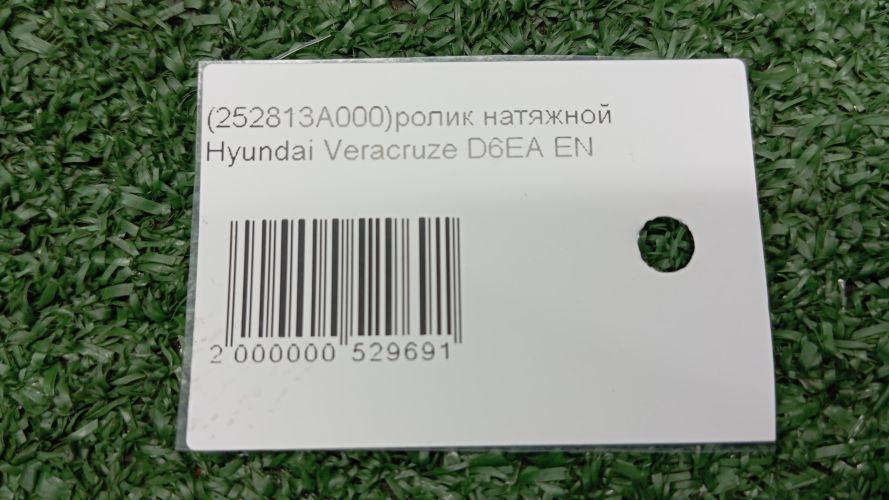 (252813A000)ролик натяжной
Hyundai Veracruze D6EA EN
2 000000 529691